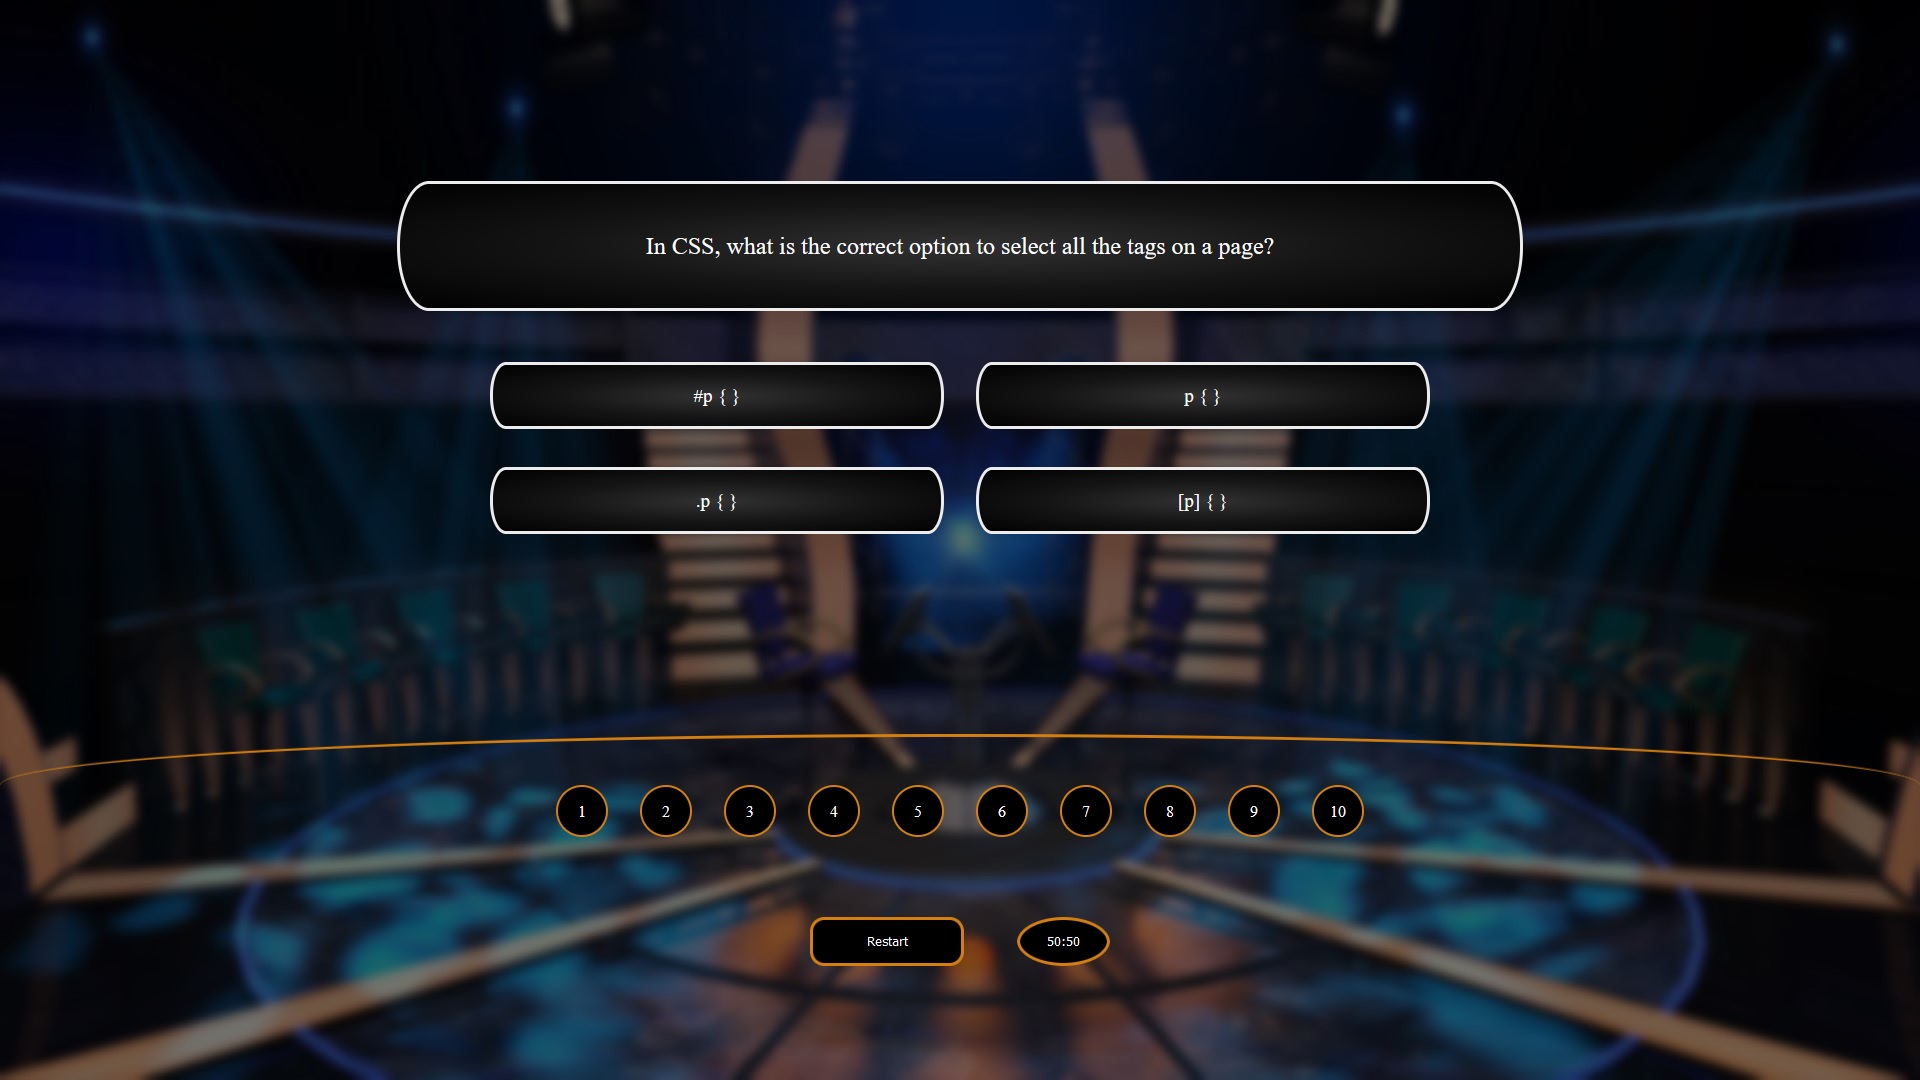 In CSS, what is the correct option to select all the tags on a page?
#p { }
p { }
.p { }
[p] { }
1
2
3
4
5
6
7
8
9
10
Restart
50:50